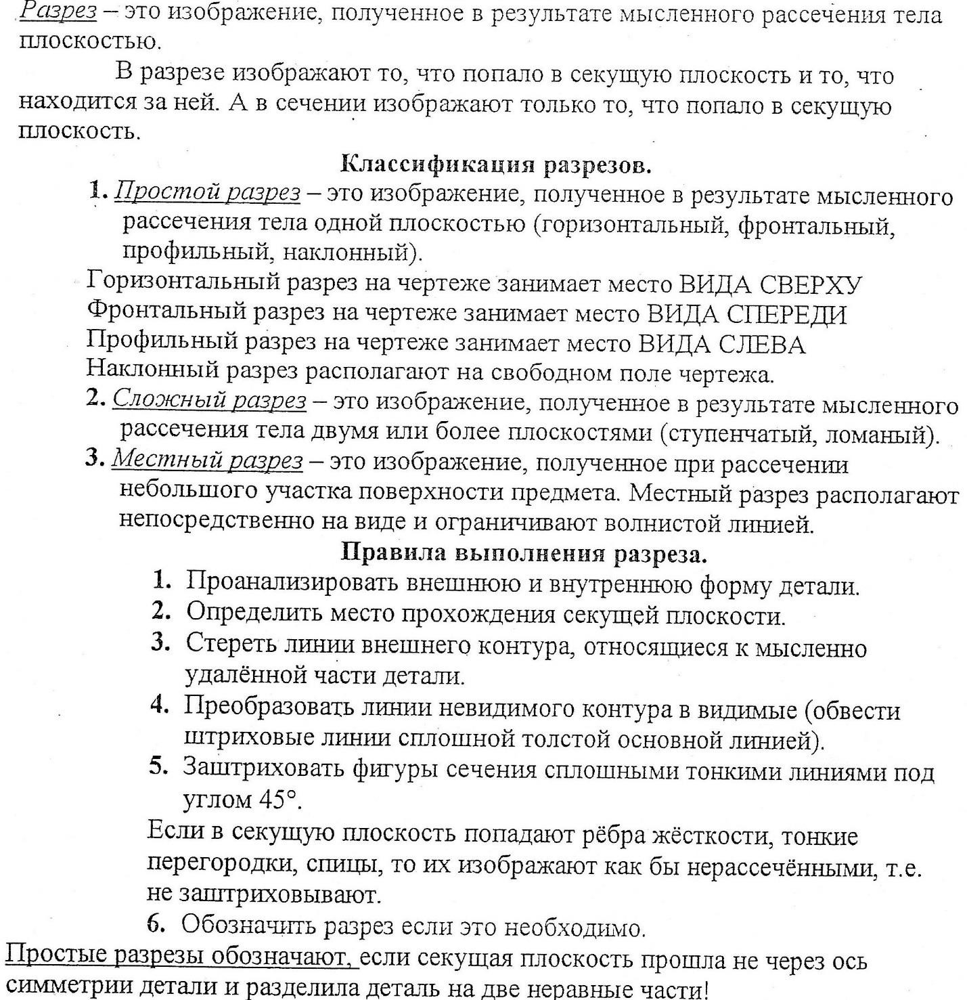 Разрез – это изображение, полученное в результате мысленного рассечения тела
плоскостью.
В разрезе изображают то, что попало в секущую плоскость и то, что
находится за ней. А в сечении изображают только то, что попало в секущую
плоскость.
Классификация разрезов.
1. Простой разрез – это изображение, полученное в результате мысленного
рассечения тела одной плоскостью (горизонтальный, фронтальный,
профильный, наклонный).
Горизонтальный разрез на чертеже занимает место ВИДА СВЕРХУ
Фронтальный разрез на чертеже занимает место ВИДА СПЕРЕДИ
Профильный разрез на чертеже занимает место ВИДА СЛЕВА
Наклонный разрез располагают на свободном поле чертежа.
2. Сложный разрез – это изображение, полученное в результате мысленного
рассечения тела двумя или более плоскостями (ступенчатый, ломаный).
3. Местный разрез – это изображение, полученное при рассечении
небольшого участка поверхности предмета. Местный разрез располагают
непосредственно на виде и ограничивают волнистой линией.
Правила выполнения разреза.
1. Проанализировать внешнюю и внутреннюю форму детали.
2. Определить место прохождения секущей плоскости.
3. Стереть линии внешнего контура, относящиеся к мысленно
удалённой части детали.
4. Преобразовать линии невидимого контура в видимые (обвести
штриховые линии сплошной толстой основной линией).
5. Заштриховать фигуры сечения сплошными тонкими линиями под
углом 45°.
Если в секущую плоскость попадают рёбра жёсткости, тонкие
перегородки, спицы, то их изображают как бы нерассечёнными, т.е.
не заштриховывают.
6. Обозначить разрез если это необходимо.
Простые разрезы обозначают, если секущая плоскость прошла не через ось
симметрии детали и разделила деталь на две неравные части!